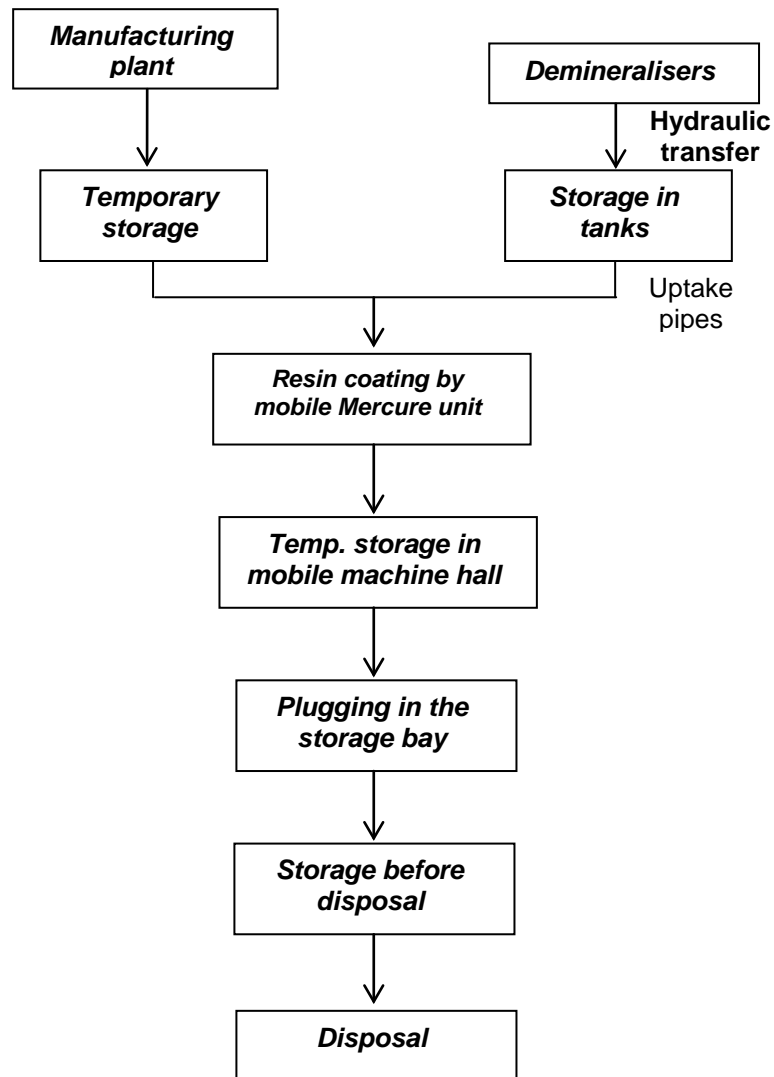 Manufacturing
plant
Demineralisers
Hydraulic
transfer
Temporary
storage
Storage in
tanks
Uptake
pipes
Resin coating by
mobile Mercure unit
Temp. storage in
mobile machine hall
Plugging in the
storage bay
Storage before
disposal
Disposal